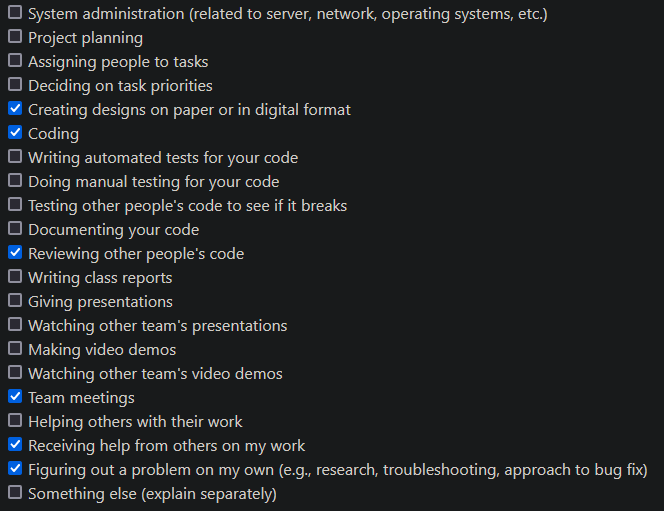 System administration (related to server, network, operating systems, etc.)
Project planning
Assigning people to tasks
Deciding on task priorities
Creating designs on paper or in digital format
Coding
Writing automated tests for your code
Doing manual testing for your code
Testing other people's code to see if it breaks
Documenting your code
Reviewing other people's code
Writing class reports
Giving presentations
Watching other team's presentations
Making video demos
Watching other team's video demos
Team meetings
Helping others with their work
Receiving help from others on my work
Figuring out a problem on my own (e.g., research, troubleshooting, approach to bug fix)
Something else (explain separately)